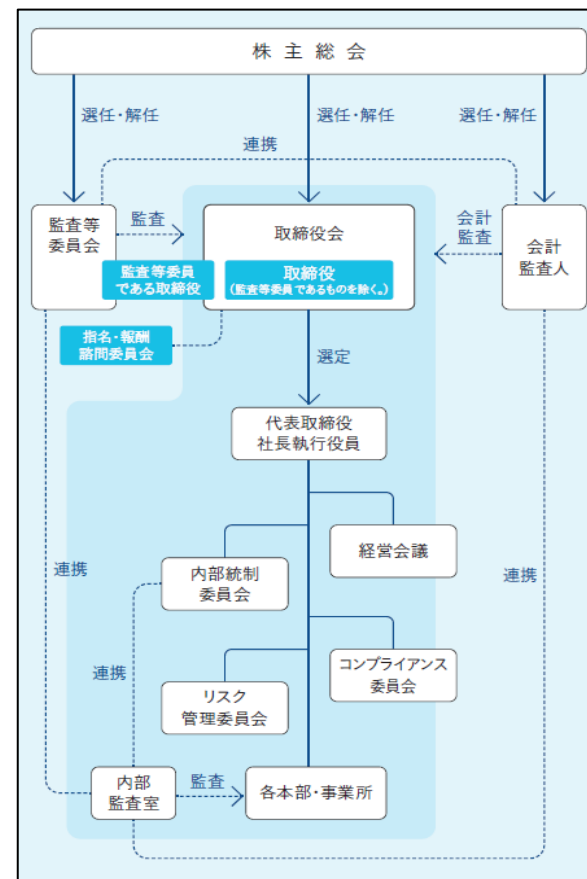 株主総会
選任・解任
選任・解任
選任・解任
連携
監査等
委員会
監査
取締役会
会計
監査
会計
監査人
監査等委員
である取締役
取締役
(監査等委員であるものを除く。)
指名・報酬
諮問委員会
選定
代表取締役
社長執行役員
経営会議
内部統制
委員会
連携
連携
連携
コンプライアンス
委員会
リスク
管理委員会
内部
監査室
監査
各本部・事業所